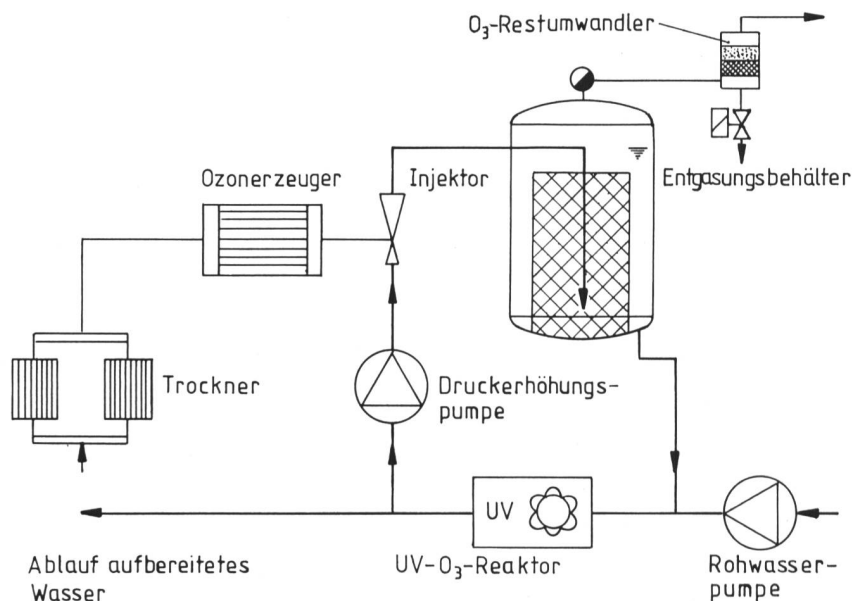 O₃-Restumwandler
Ozonerzeuger
Injektor
Entgasungsbehälter
Trockner
Druckerhöhungs-
pumpe
UV
Ablauf aufbereitetes
Wasser
UV-O₃-Reaktor
Rohwasser-
pumpe